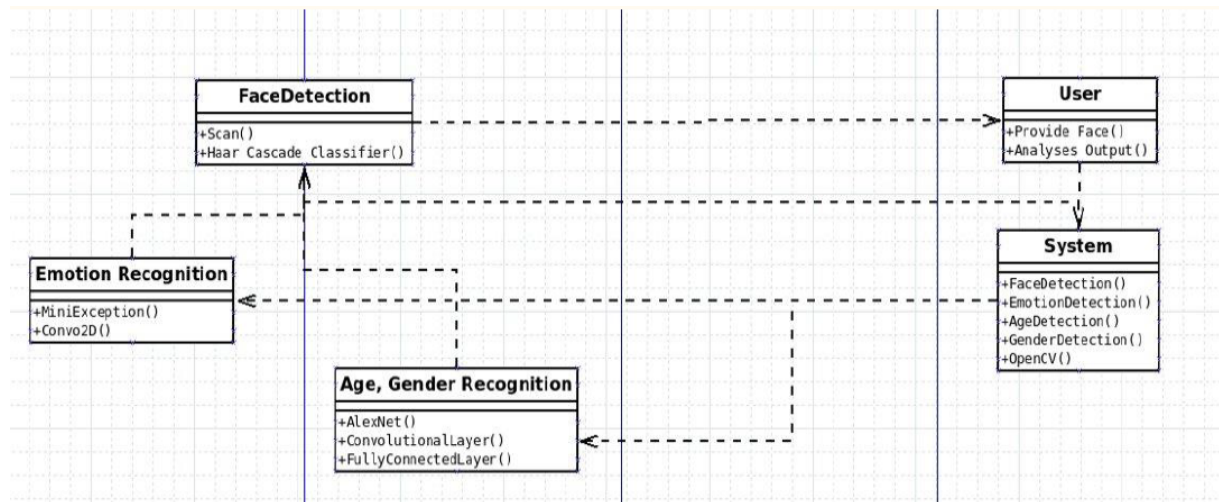 FaceDetection
+Scan()
+Haar Cascade Classifier()
User
+Provide Face()
+Analyses Output()
Emotion Recognition
+MiniException()
+Convo2D()
System
+FaceDetection()
+EmotionDetection()
+AgeDetection()
+GenderDetection()
+OpenCV()
Age, Gender Recognition
+AlexNet()
+ConvolutionalLayer()
+FullyConnectedLayer()